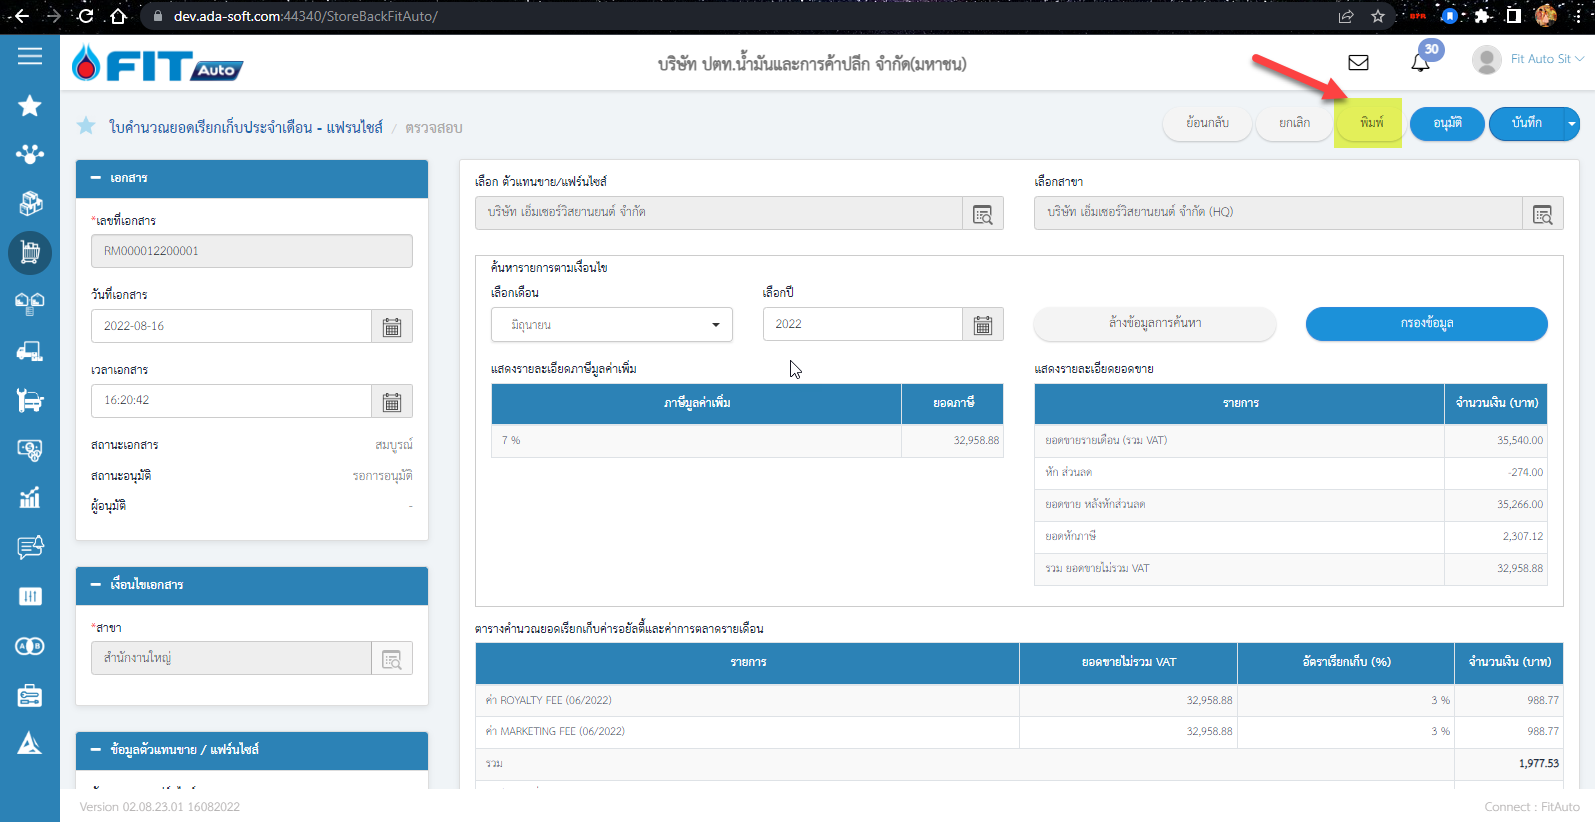 dev.ada-soft.com:44340/StoreBackFitAuto/
FIT Auto
บริษัท ปตท.น้ำมันและการค้าปลีก จำกัด(มหาชน)
30
Fit Auto Sit
ใบคำนวณยอดเรียกเก็บประจำเดือน - แฟรนไชส์ / ตรวจสอบ
ย้อนกลับ
ยกเลิก
พิมพ์
อนุมัติ
บันทึก
เอกสาร
*เลขที่เอกสาร
RM000012200001
วันที่เอกสาร
2022-08-16
เวลาเอกสาร
16:20:42
สถานะเอกสาร สมบูรณ์
สถานะอนุมัติ รอการอนุมัติ
ผู้อนุมัติ -
เงื่อนไขเอกสาร
*สาขา
สำนักงานใหญ่
ข้อมูลตัวแทนขาย / แฟรนไชส์
เลือก ตัวแทนขาย/แฟรนไชส์
บริษัท เอ็มเซอร์วิสยานยนต์ จำกัด
เลือกสาขา
บริษัท เอ็มเซอร์วิสยานยนต์ จำกัด (HQ)
ค้นหารายการตามเงื่อนไข
เลือกเดือน
มิถุนายน
เลือกปี
2022
ล้างข้อมูลการค้นหา
กรองข้อมูล
แสดงรายละเอียดภาษีมูลค่าเพิ่ม
ภาษีมูลค่าเพิ่ม ยอดภาษี
7 % 32,958.88
แสดงรายละเอียดยอดขาย
รายการ จำนวนเงิน (บาท)
ยอดขายรายเดือน (รวม VAT) 35,540.00
หัก ส่วนลด -274.00
ยอดขาย หลังหักส่วนลด 35,266.00
ยอดหักภาษี 2,307.12
รวม ยอดขายไม่รวม VAT 32,958.88
ตารางคำนวณยอดเรียกเก็บค่ารอยัลตี้และค่าการตลาดรายเดือน
รายการ ยอดขายไม่รวม VAT อัตราเรียกเก็บ (%) จำนวนเงิน (บาท)
ค่า ROYALTY FEE (06/2022) 32,958.88 3 % 988.77
ค่า MARKETING FEE (06/2022) 32,958.88 3 % 988.77
รวม 1,977.53
Version 02.08.23.01 16082022
Connect : FitAuto